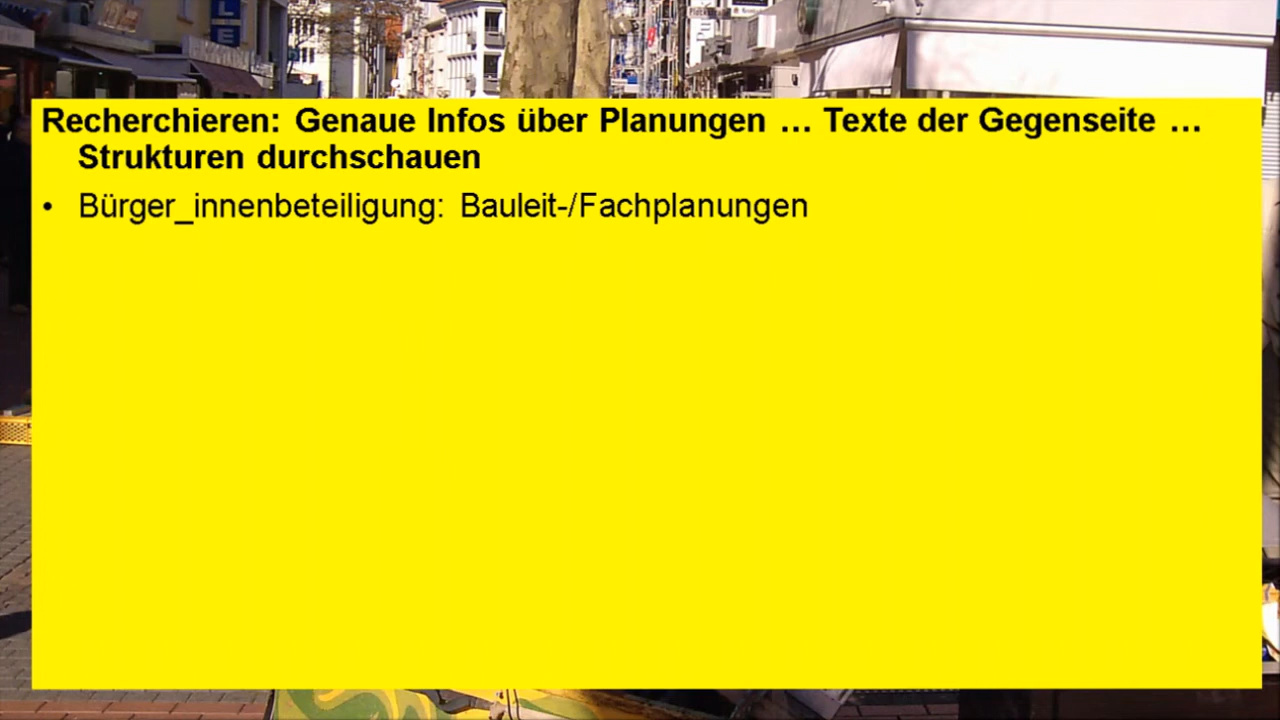 Recherchieren: Genaue Infos über Planungen … Texte der Gegenseite …
Strukturen durchschauen
• Bürger_innenbeteiligung: Bauleit-/Fachplanungen